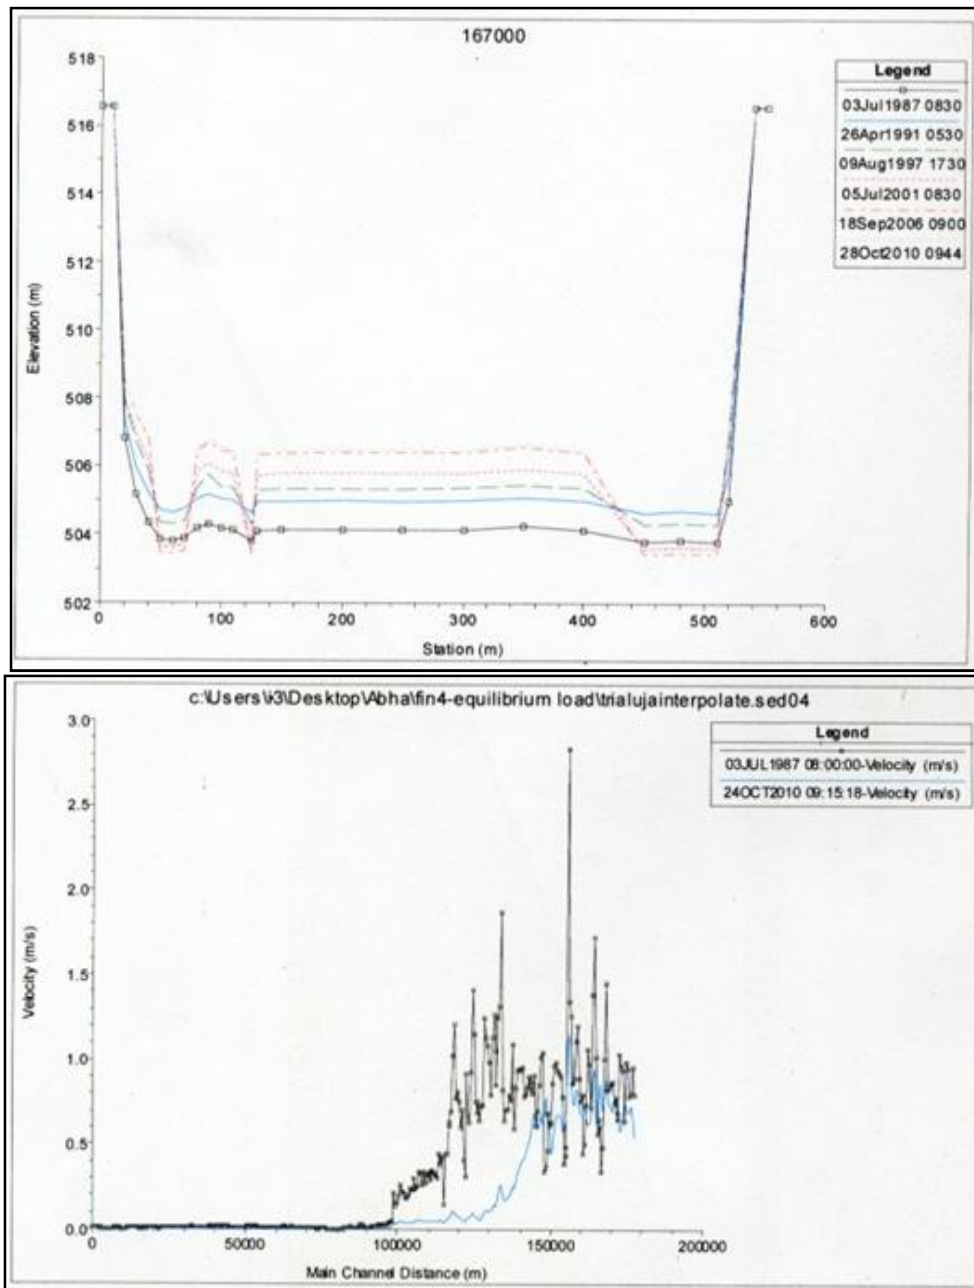 167000
518
516
514
512
510
508
506
504
502
Elevation (m)
0
100
200
300
400
500
600
Station (m)
Legend
03Jul1987 0830
26Apr1991 0530
09Aug1997 1730
05Jul2001 0830
18Sep2006 0900
28Oct2010 0944
c:\Users\k3\Desktop\Abha\fin4-equilibrium load\trialujainterpolate.sed04
3.0
2.5
2.0
1.5
1.0
0.5
0.0
Velocity (m/s)
0
50000
100000
150000
200000
Main Channel Distance (m)
Legend
03JUL1987 08:00:00-Velocity (m/s)
24OCT2010 09:15:18-Velocity (m/s)